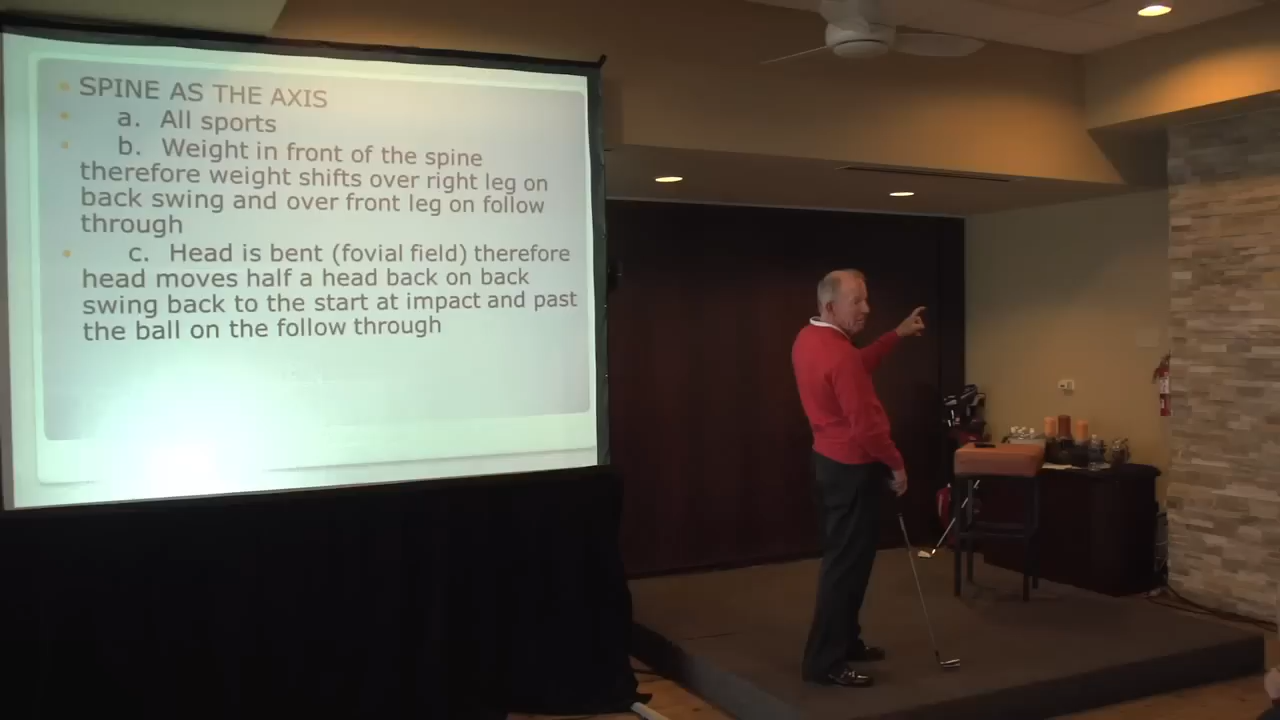 SPINE AS THE AXIS
a. All sports
b. Weight in front of the spine
therefore weight shifts over right leg on
back swing and over front leg on follow
through
c. Head is bent (fovial field) therefore
head moves half a head back on back
swing back to the start at impact and past
the ball on the follow through